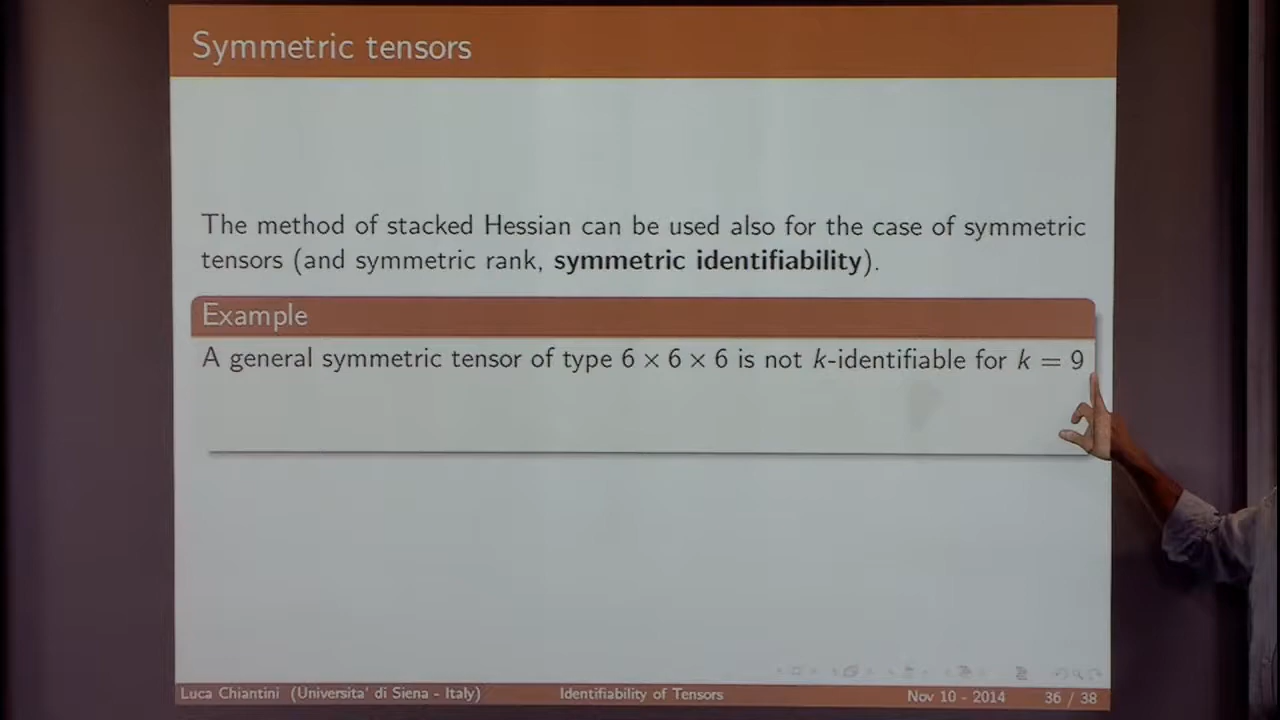 Symmetric tensors
The method of stacked Hessian can be used also for the case of symmetric
tensors (and symmetric rank, symmetric identifiability).
Example
A general symmetric tensor of type 6 × 6 × 6 is not k-identifiable for k = 9
Luca Chiantini (Universita' di Siena - Italy) Identifiability of Tensors Nov 10 - 2014 36 / 38